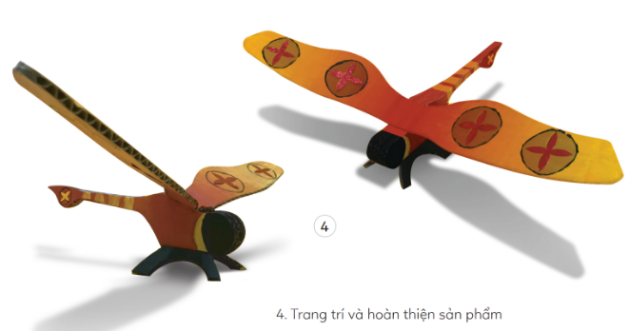 4
4. Trang trí và hoàn thiện sản phẩm